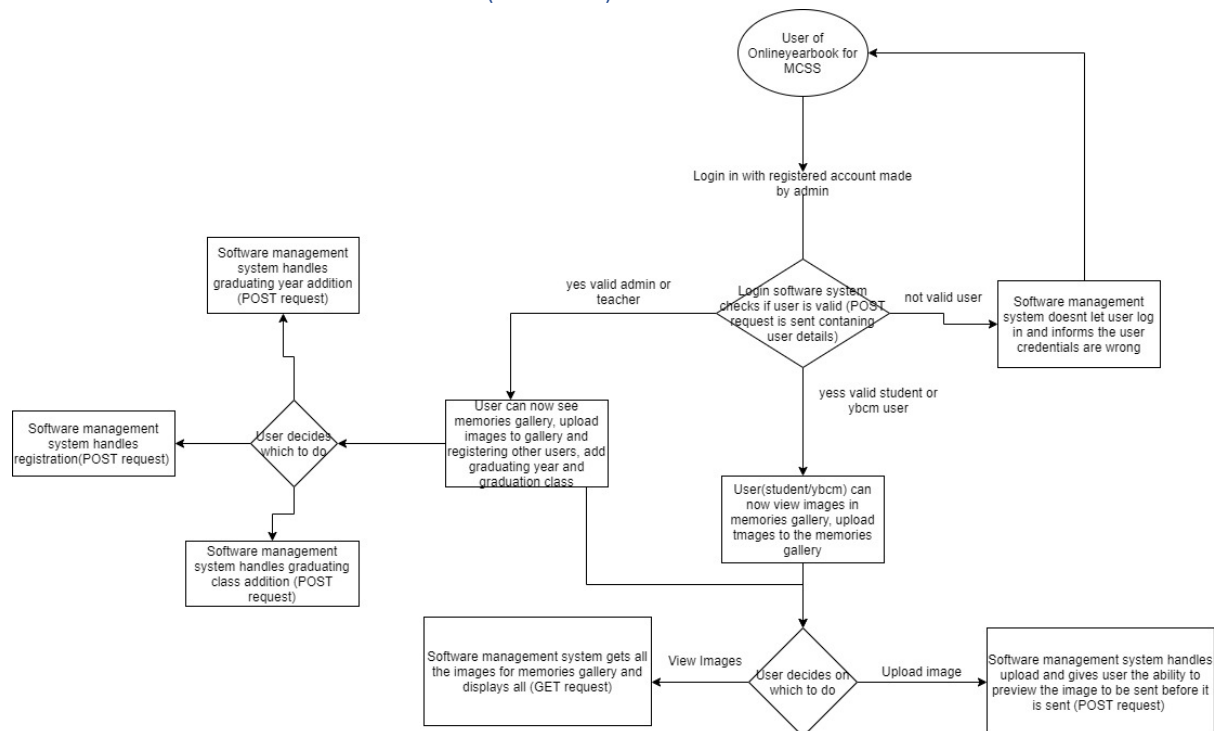 User of
Onlineyearbook for
MCSS
Login in with registered account made
by admin
Software management
system handles
graduating year addition
(POST request)
yes valid admin or
teacher
Login software system
checks if user is valid (POST
request is sent contaning
user details)
not valid user
Software management
system doesnt let user log
in and informs the user
credentials are wrong
yess valid student or
ybcm user
User can now see
memories gallery, upload
images to gallery and
registering other users, add
graduating year and
graduation class
User decides
which to do
Software management
system handles
registration(POST request)
User(student/ybcm) can
now view images in
memories gallery, upload
tmages to the memories
gallery
Software management
system handles graduating
class addition (POST
request)
Software management system gets all
the images for memories gallery and
displays all (GET request)
View Images
User decides on
which to do
Upload image
Software management system handles
upload and gives user the ability to
preview the image to be sent before it
is sent (POST request)